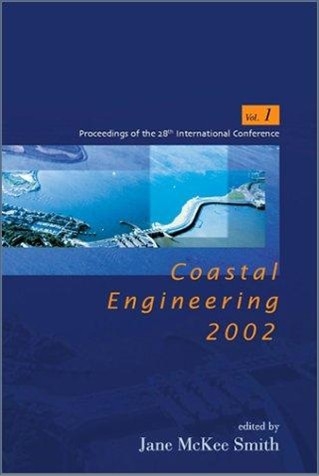 Vol. 1
Proceedings of the 28th International Conference
Coastal
Engineering
2002
edited by
Jane McKee Smith